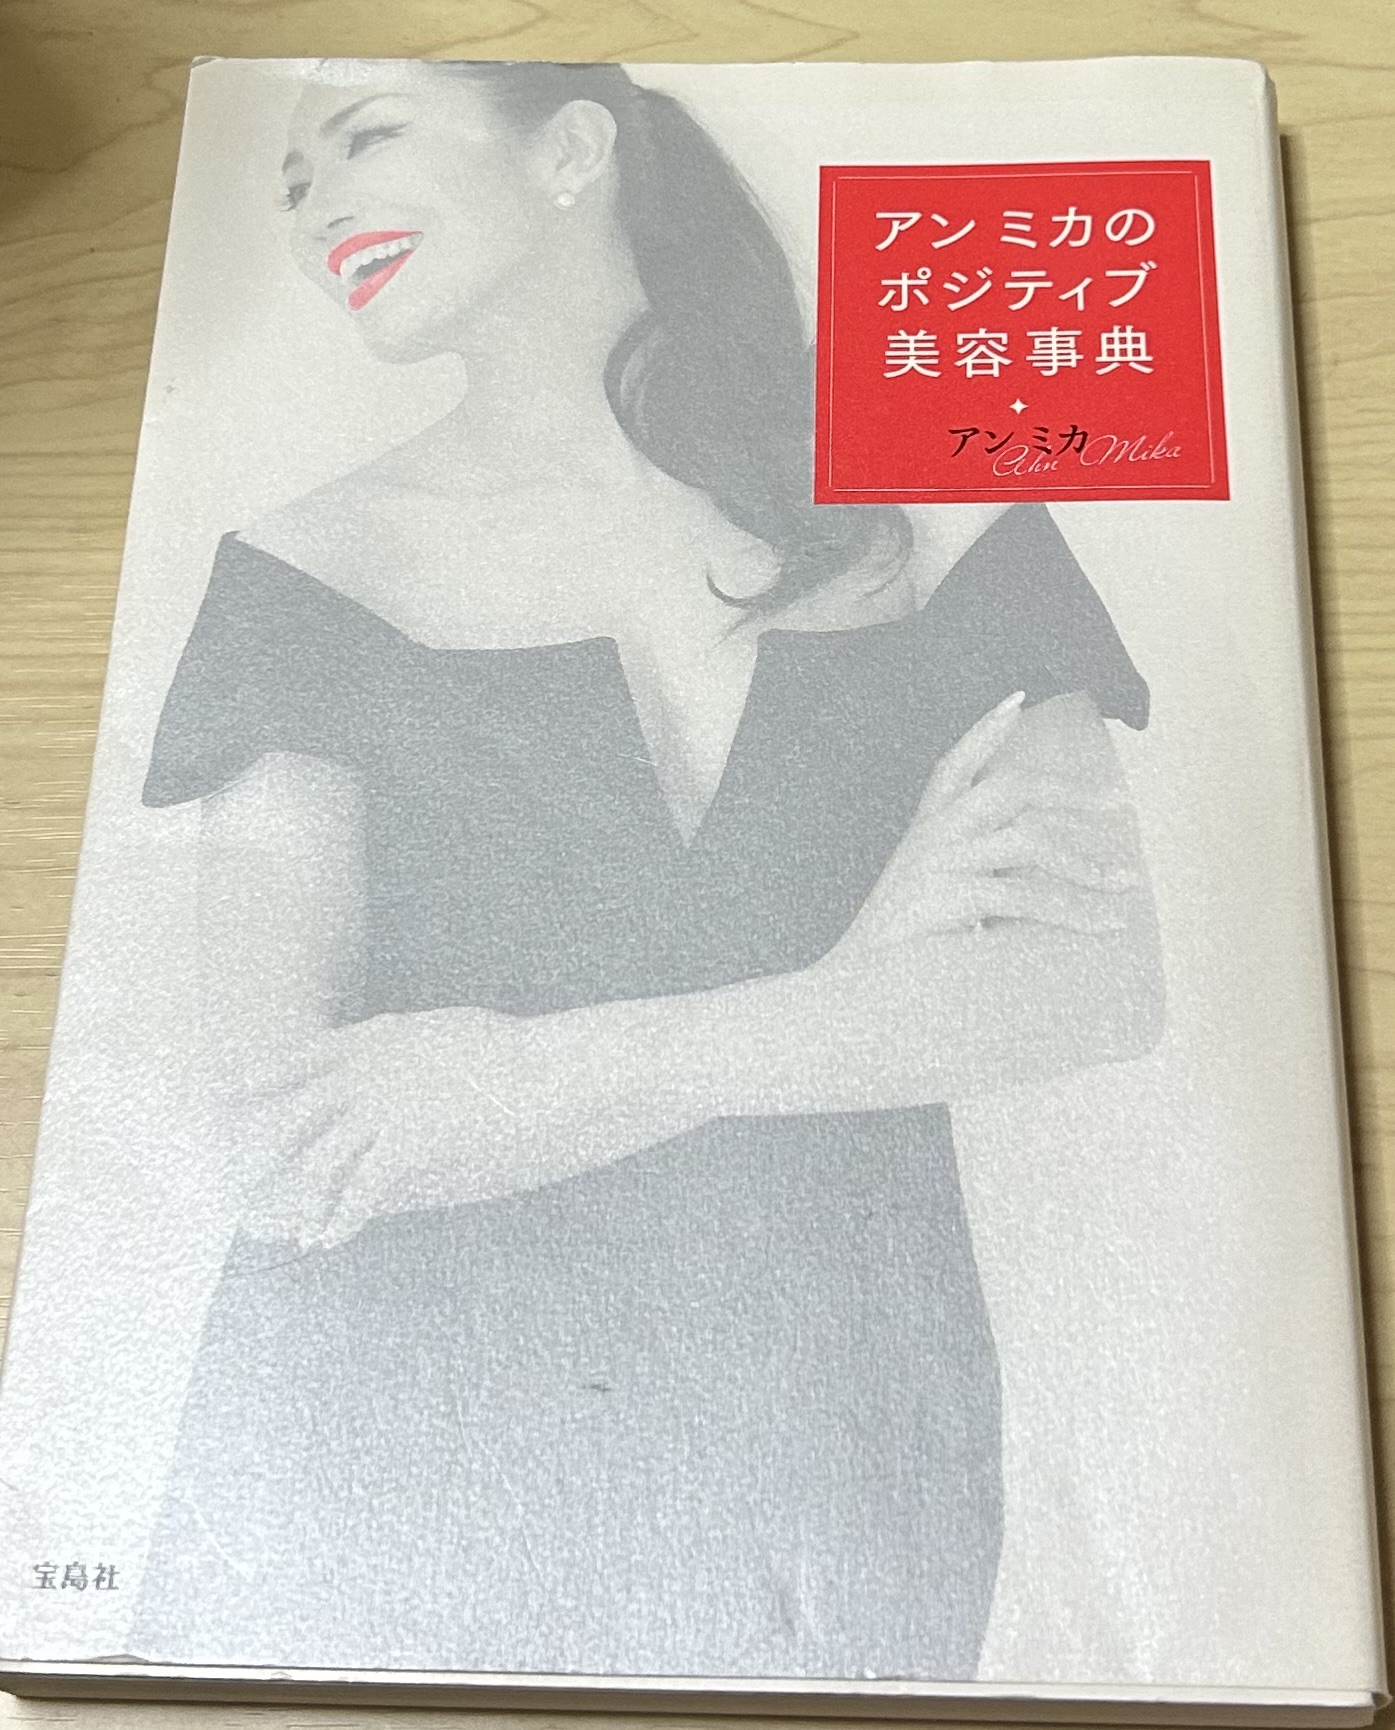 アン ミカの
ポジティブ
美容事典
アン ミカ
Ahn Mika
宝島社